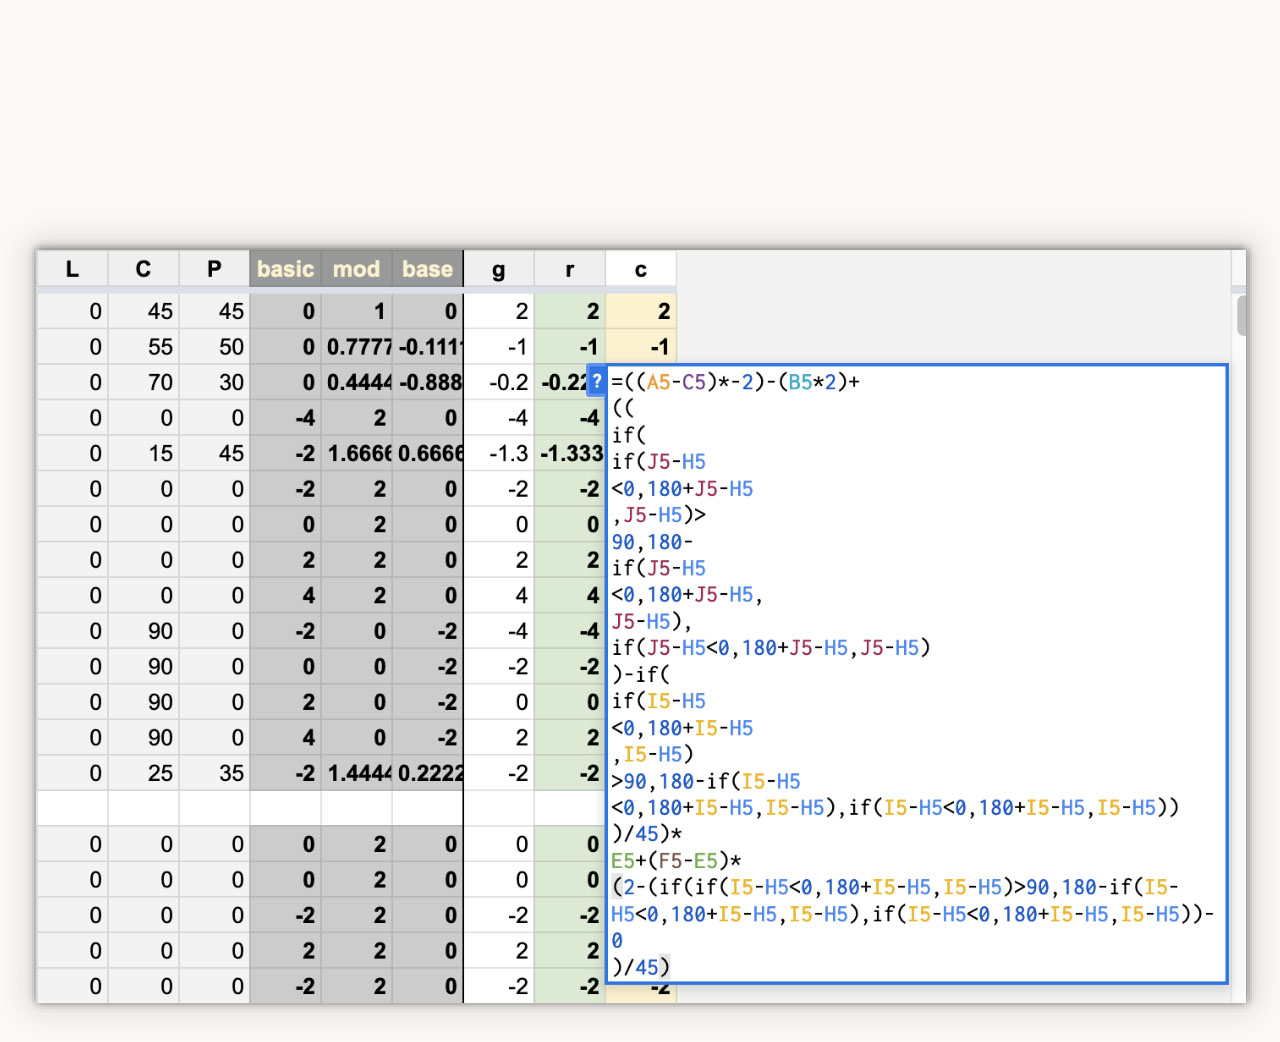 L C P basic mod base g r c
0 45 45 0 1 0 2 2 2
0 55 50 0 0.7777 -0.111 -1 -1 -1
0 70 30 0 0.4444 -0.888 -0.2 -0.22 ?
0 0 0 -4 2 0 -4 -4
0 15 45 -2 1.6666 0.6666 -1.3 -1.333
0 0 0 -2 2 0 -2 -2
0 0 0 0 2 0 0 0
0 0 0 2 2 0 2 2
0 0 0 4 2 0 4 4
0 90 0 -2 0 -2 -4 -4
0 90 0 0 0 -2 -2 -2
0 90 0 2 0 -2 0 0
0 90 0 4 0 -2 2 2
0 25 35 -2 1.4444 0.2222 -2 -2
0 0 0 0 2 0 0 0
0 0 0 0 2 0 0 0
0 0 0 -2 2 0 -2 -2
0 0 0 2 2 0 2 2
0 0 0 -2 2 0 -2 -2 -2
=((A5-C5)*-2)-(B5*2)+
((
if(
if(J5-H5
<0,180+J5-H5
,J5-H5)>
90,180-
if(J5-H5
<0,180+J5-H5,
J5-H5),
if(J5-H5<0,180+J5-H5,J5-H5)
)-if(
if(I5-H5
<0,180+I5-H5
,I5-H5)
>90,180-if(I5-H5
<0,180+I5-H5,I5-H5),if(I5-H5<0,180+I5-H5,I5-H5))
)/45)*
E5+(F5-E5)*
(2-(if(if(I5-H5<0,180+I5-H5,I5-H5)>90,180-if(I5-
H5<0,180+I5-H5,I5-H5),if(I5-H5<0,180+I5-H5,I5-H5))-
0
)/45)